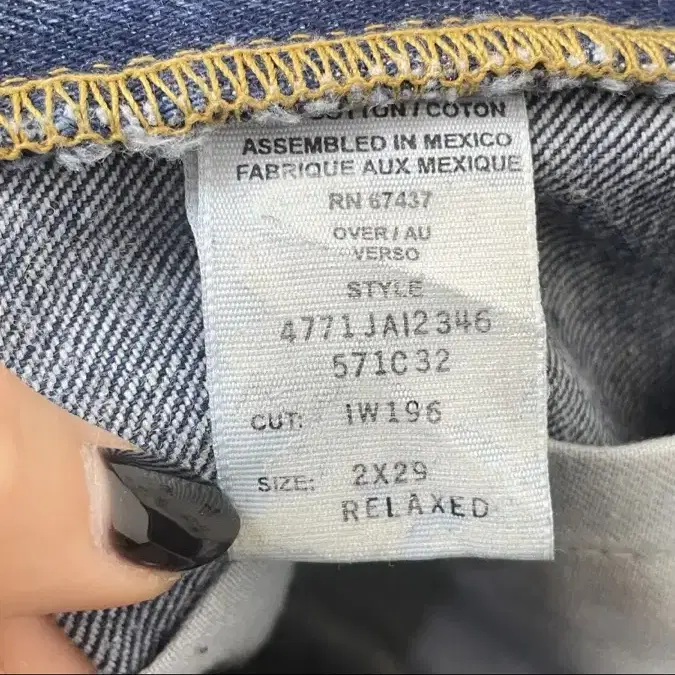 COTTON / COTON
ASSEMBLED IN MEXICO
FABRIQUE AUX MEXIQUE
RN 67437
OVER / AU
VERSO
STYLE
4771JAI2346
571C32
CUT: IW196
SIZE: 2X29
RELAXED